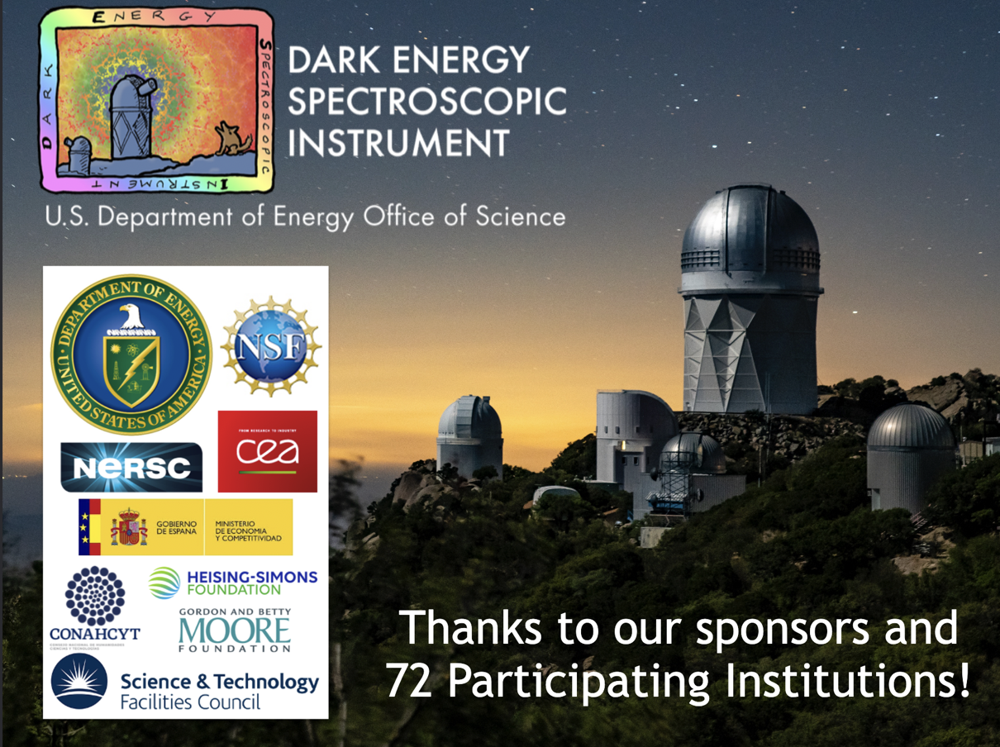 ENERGY
DARK
SPECTROSCOPIC
INSTRUMENT
DARK ENERGY
SPECTROSCOPIC
INSTRUMENT
U.S. Department of Energy Office of Science
DEPARTMENT OF ENERGY
UNITED STATES OF AMERICA
NSF
FROM RESEARCH TO INDUSTRY
cea
NERSC
GOBIERNO
DE ESPAÑA
MINISTERIO
DE ECONOMIA
Y COMPETITIVIDAD
HEISING-SIMONS
FOUNDATION
CONAHCYT
CONSEJO NACIONAL DE HUMANIDADES
CIENCIAS Y TECNOLOGÍAS
GORDON AND BETTY
MOORE
FOUNDATION
Science & Technology
Facilities Council
Thanks to our sponsors and
72 Participating Institutions!